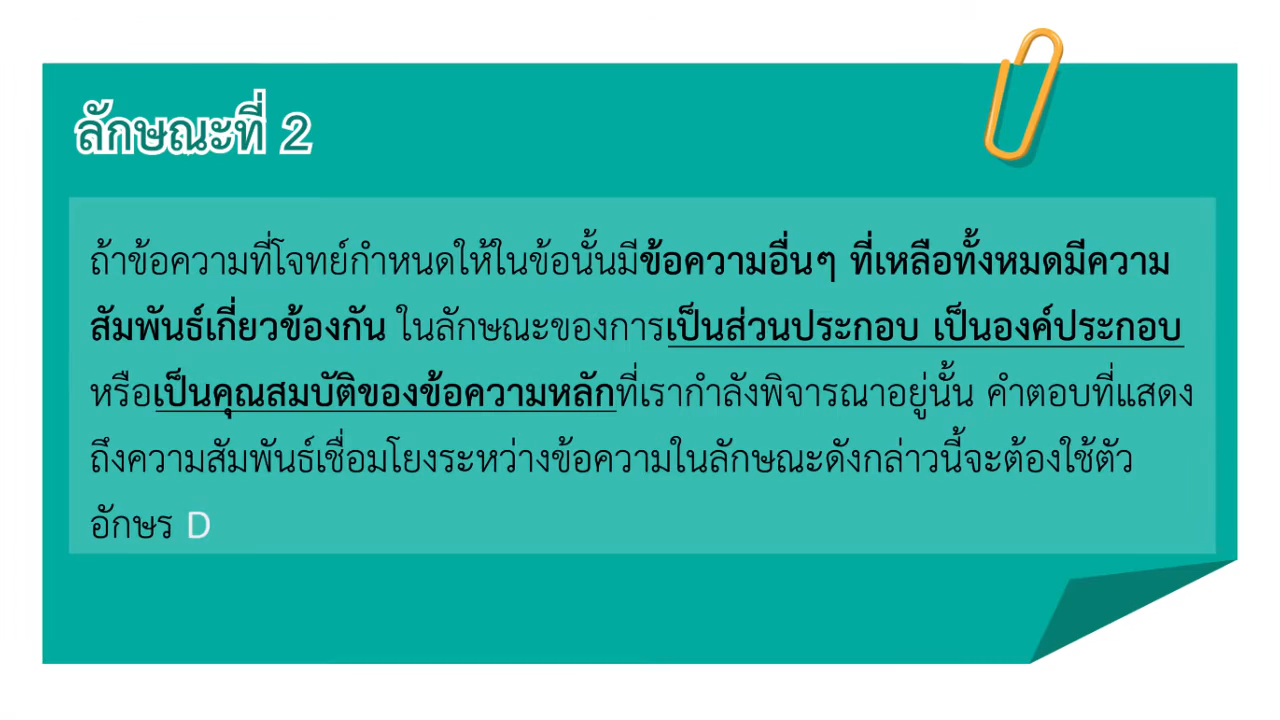 ลักษณะที่ 2
ถ้าข้อความที่โจทย์กำหนดให้ในข้อนั้นมีข้อความอื่นๆ ที่เหลือทั้งหมดมีความ
สัมพันธ์เกี่ยวข้องกัน ในลักษณะของการเป็นส่วนประกอบ เป็นองค์ประกอบ
หรือเป็นคุณสมบัติของข้อความหลักที่เรากำลังพิจารณาอยู่นั้น คำตอบที่แสดง
ถึงความสัมพันธ์เชื่อมโยงระหว่างข้อความในลักษณะดังกล่าวนี้จะต้องใช้ตัว
อักษร D